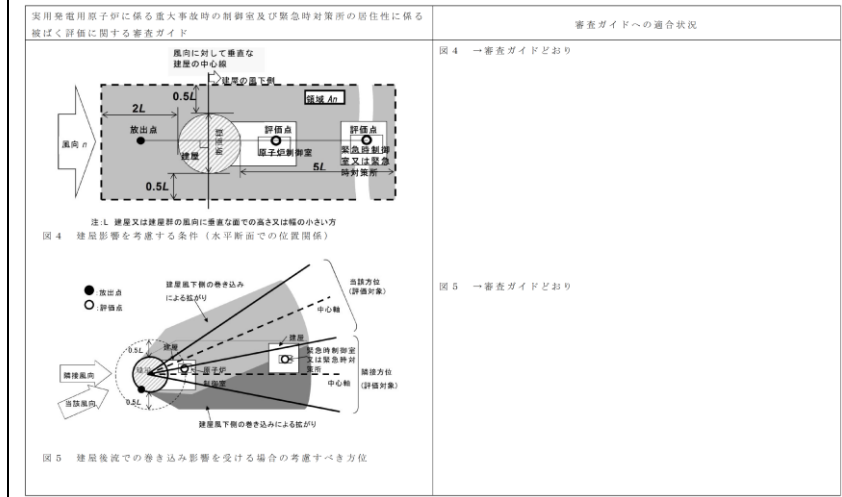 実用発電用原子炉に係る重大事故時の制御室及び緊急時対策所の居住性に係る
被ばく評価に関する審査ガイド
審査ガイドへの適合状況
図4 →審査ガイドどおり
風向に対して垂直な
建屋の中心線
建屋の風下側
0.5L
領域 An
2L
放出点
評価点
評価点
風向 n
建屋
原子炉制御室
緊急時制御
室又は緊急
時対策所
5L
0.5L
注:L 建屋又は建屋群の風向に垂直な面での高さ又は幅の小さい方
図4 建屋影響を考慮する条件(水平断面での位置関係)
図5 →審査ガイドどおり
●放出点
○:評価点
建屋風下側の巻き込み
による拡がり
当該方位
(評価対象)
中心軸
0.5L
建屋
建屋
建屋
緊急時制御室
又は緊急時対
策所
原子炉
制御室
隣接方位
(評価対象)
中心軸
隣接風向
当該風向
0.5L
建屋風下側の巻き込みによる拡がり
図5 建屋後流での巻き込み影響を受ける場合の考慮すべき方位